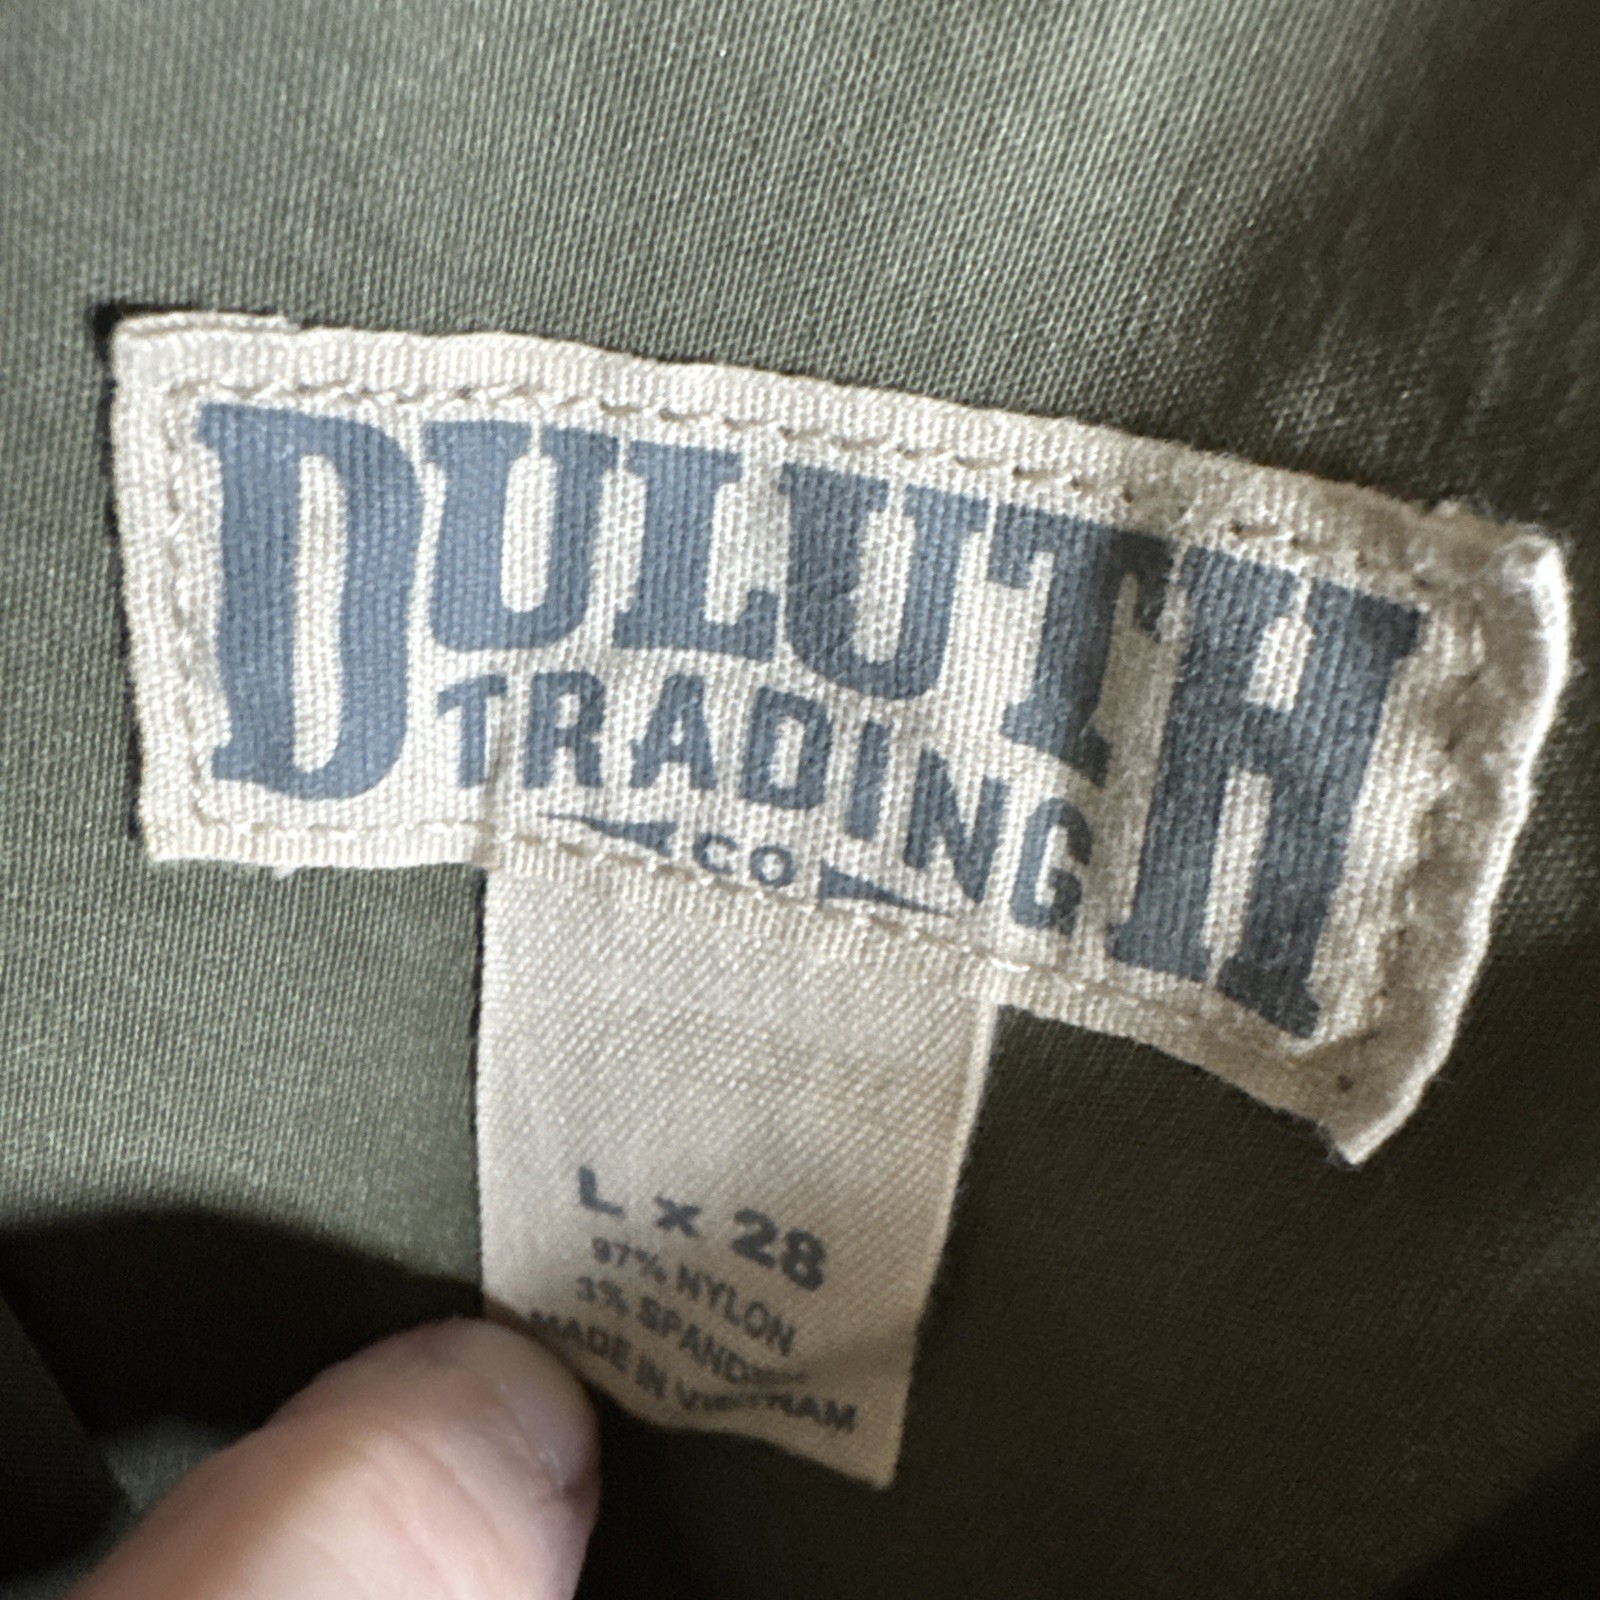 DULUTH
TRADING
CO
L x 28
97% NYLON
3% SPANDEX
MADE IN VIETNAM